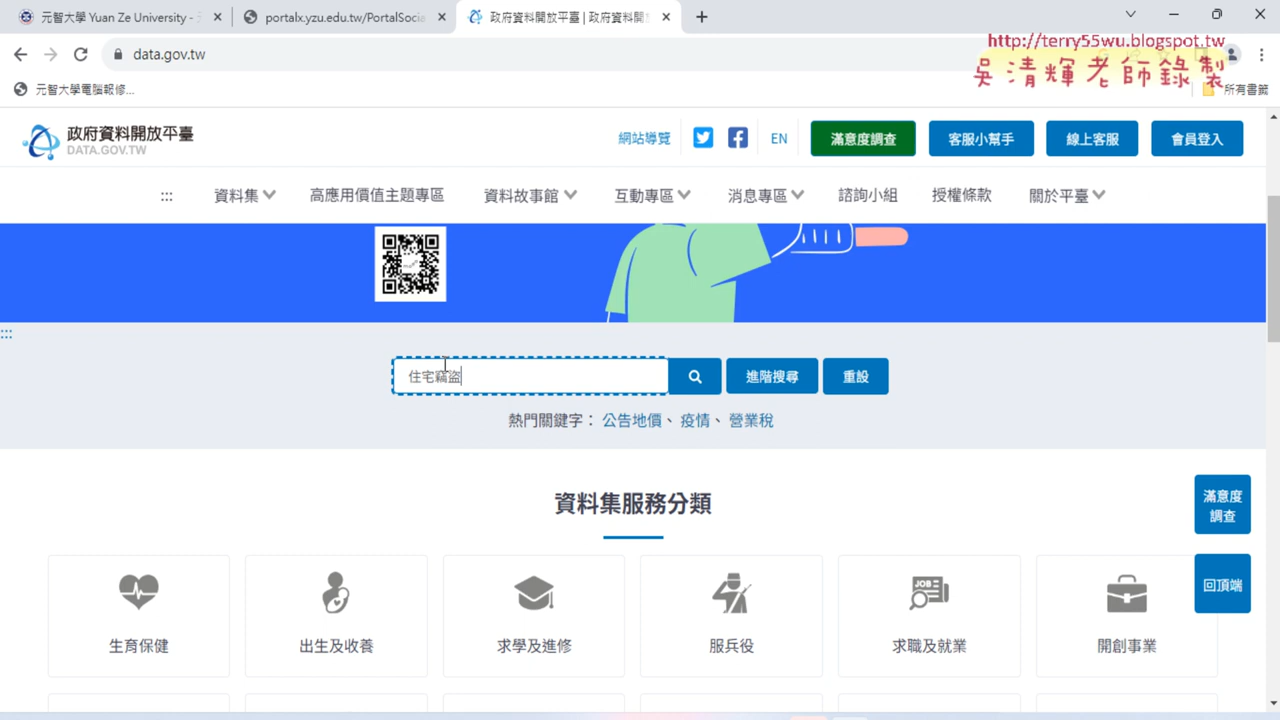 元智大學 Yuan Ze University -
portalx.yzu.edu.tw/PortalSocia
政府資料開放平臺 | 政府資料開
data.gov.tw
http://terry55wu.blogspot.tw
吳清輝老師錄製
元智大學電腦報修...
所有書籤
政府資料開放平臺
DATA.GOV.TW
網站導覽
EN
滿意度調查
客服小幫手
線上客服
會員登入
:::
資料集
高應用價值主題專區
資料故事館
互動專區
消息專區
諮詢小組
授權條款
關於平臺
:::
住宅竊盜
進階搜尋
重設
熱門關鍵字： 公告地價、 疫情、 營業稅
資料集服務分類
滿意度
調查
JOB
生育保健
出生及收養
求學及進修
服兵役
求職及就業
開創事業
回頂端